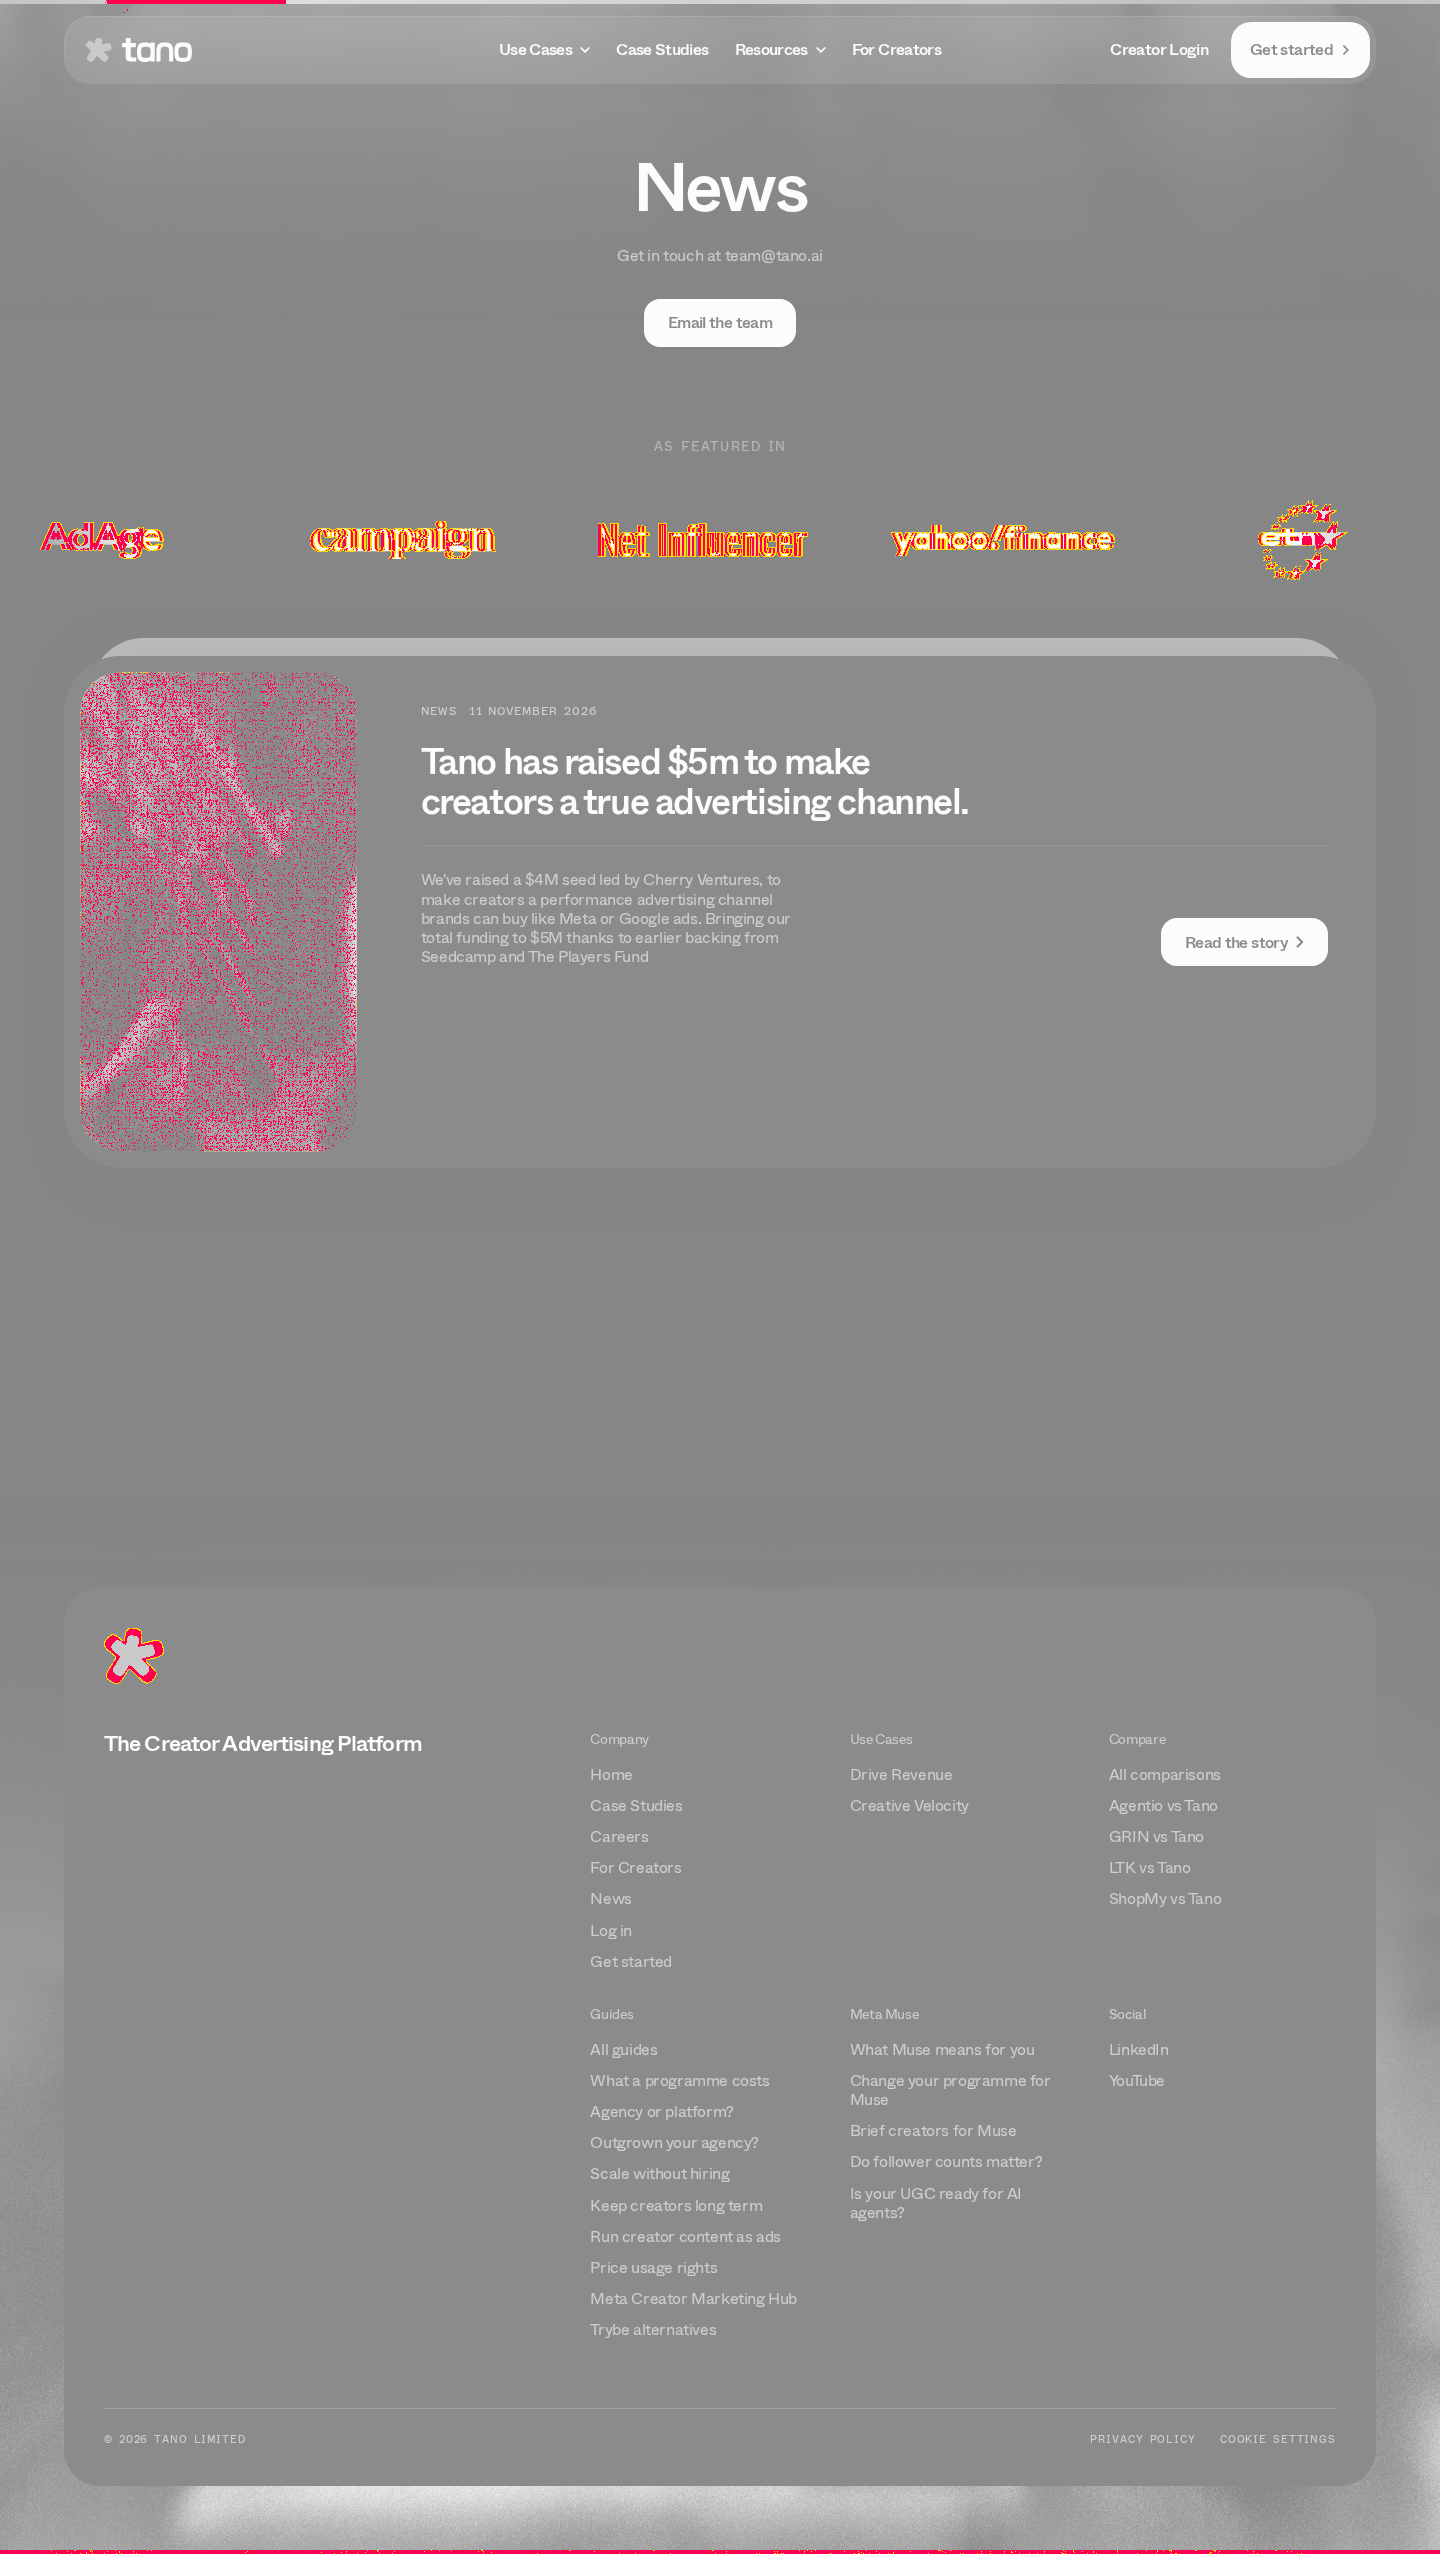 tano
Use Cases
Case Studies
Resources
For Creators
Creator Login
Get started
News
Get in touch at team@tano.ai
Email the team
AS FEATURED IN
AdAge
campaign
Net Influencer
yahoo/finance
NEWS 11 NOVEMBER 2026
Tano has raised $5m to make
creators a true advertising channel.
We've raised a $4M seed led by Cherry Ventures, to
make creators a performance advertising channel
brands can buy like Meta or Google ads. Bringing our
total funding to $5M thanks to earlier backing from
Seedcamp and The Players Fund
Read the story
The Creator Advertising Platform
Company
Home
Case Studies
Careers
For Creators
News
Log in
Get started
Use Cases
Drive Revenue
Creative Velocity
Compare
All comparisons
Agentio vs Tano
GRIN vs Tano
LTK vs Tano
ShopMy vs Tano
Guides
All guides
What a programme costs
Agency or platform?
Outgrown your agency?
Scale without hiring
Keep creators long term
Run creator content as ads
Price usage rights
Meta Creator Marketing Hub
Trybe alternatives
Meta Muse
What Muse means for you
Change your programme for
Muse
Brief creators for Muse
Do follower counts matter?
Is your UGC ready for AI
agents?
Social
LinkedIn
YouTube
© 2026 TANO LIMITED
PRIVACY POLICY
COOKIE SETTINGS